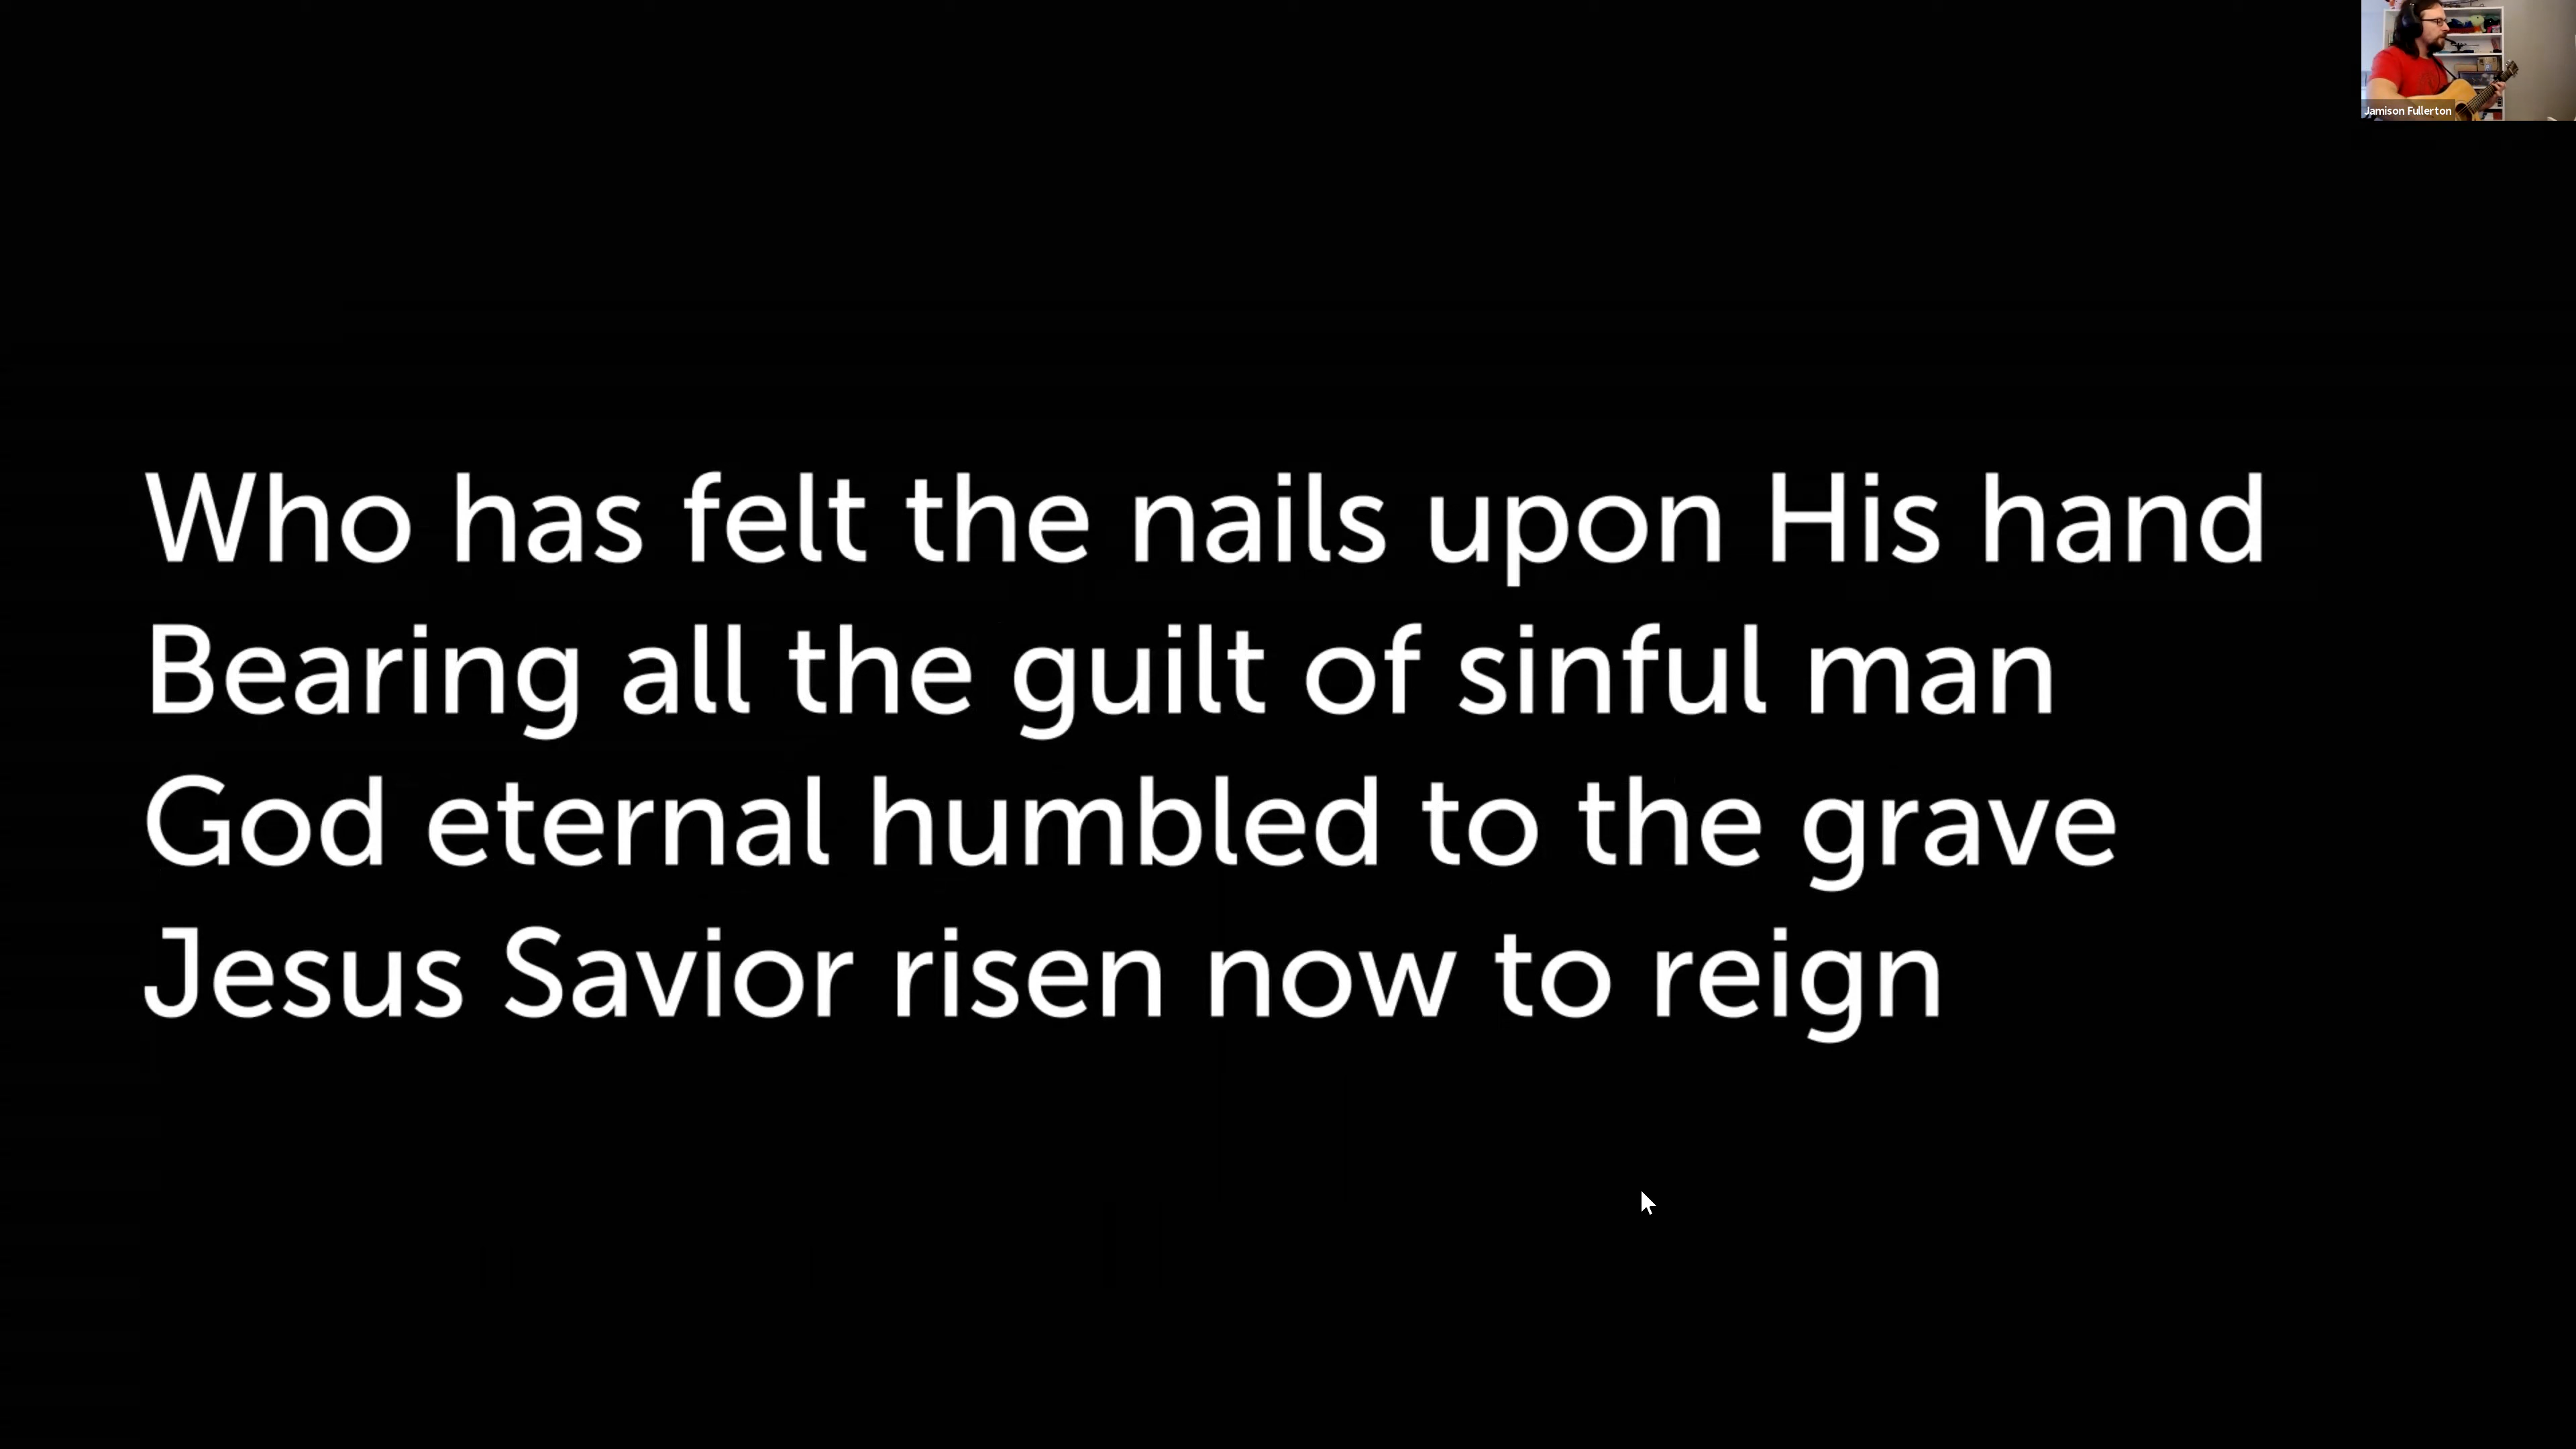 Jamison Fullerton
Who has felt the nails upon His hand
Bearing all the guilt of sinful man
God eternal humbled to the grave
Jesus Savior risen now to reign